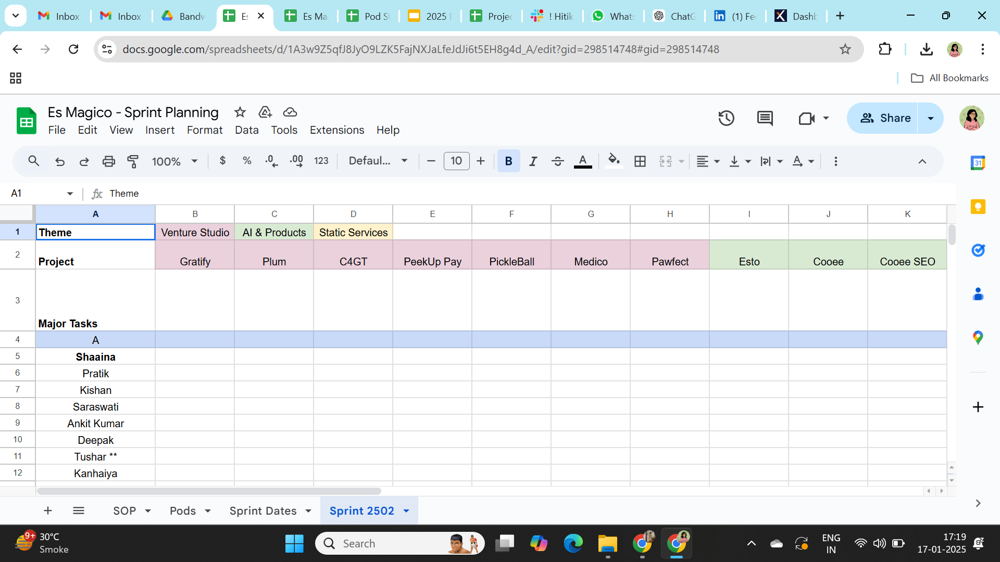 Inbox
Inbox
Bandw
Es
Es Ma
Pod S
2025
Projec
! Hitik
Whats
ChatG
(1) Fe
Dashb
docs.google.com/spreadsheets/d/1A3w9Z5qfJ8JyO9LZK5FajNXJaLfeJdJi6t5EH8g4d_A/edit?gid=298514748#gid=298514748
All Bookmarks
Es Magico - Sprint Planning
File Edit View Insert Format Data Tools Extensions Help
Share
100% $ % .0 .00 123 Defaul... 10 B I S A
31
A1 fx Theme
A B C D E F G H I J K
1 Theme Venture Studio AI & Products Static Services
2 Project Gratify Plum C4GT PeekUp Pay PickleBall Medico Pawfect Esto Cooee Cooee SEO
3 Major Tasks
4 A
5 Shaaina
6 Pratik
7 Kishan
8 Saraswati
9 Ankit Kumar
10 Deepak
11 Tushar **
12 Kanhaiya
SOP Pods Sprint Dates Sprint 2502
9+ 30°C
Smoke
Search
ENG
IN
17:19
17-01-2025